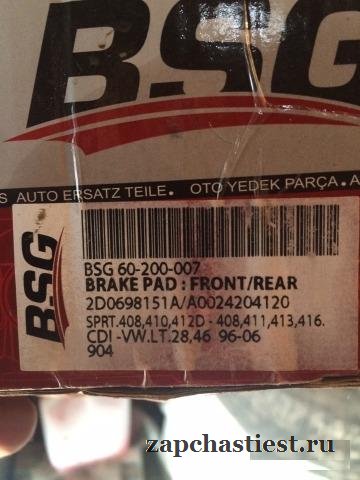 BSG
S AUTO ERSATZ TEILE. OTO YEDEK PARÇA. A
BSG
BSG 60-200-007
BRAKE PAD : FRONT/REAR
2D0698151A/A0024204120
SPRT.408,410,412D - 408,411,413,416.
CDI -VW.LT.28,46 96-06
904
zapchastiest.ru